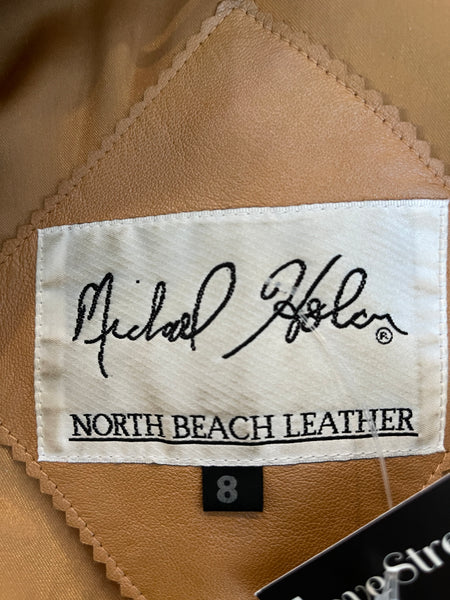 Michael Hoban ®
NORTH BEACH LEATHER
8